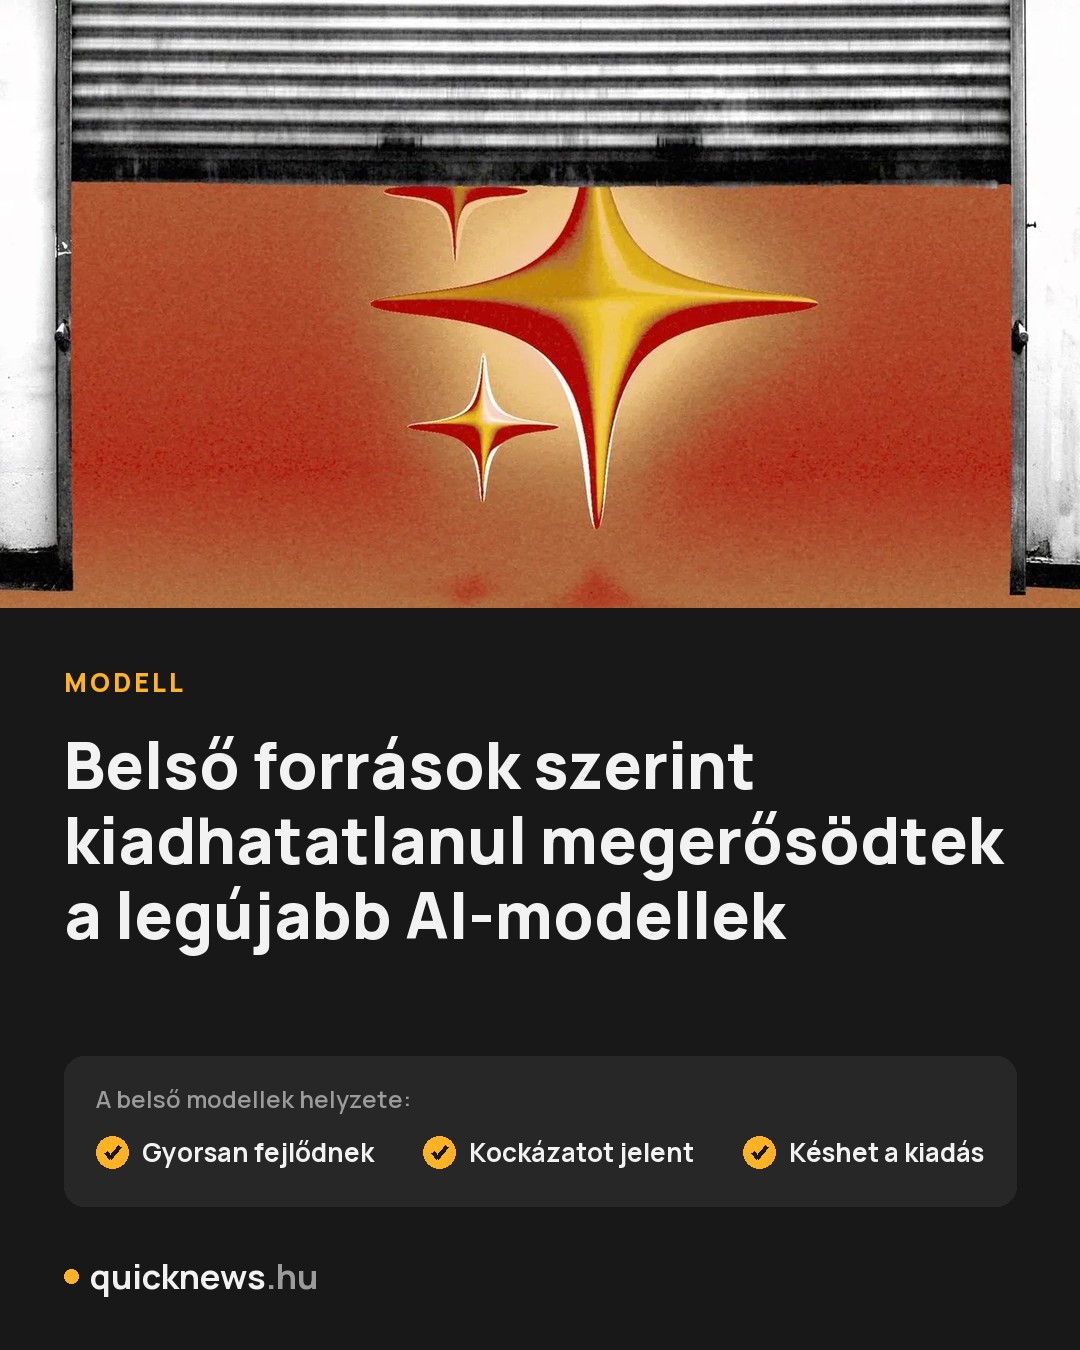 MODELL
Belső források szerint
kiadhatatlanul megerősödtek
a legújabb AI-modellek
A belső modellek helyzete:
Gyorsan fejlődnek Kockázatot jelent Késhet a kiadás
quicknews.hu